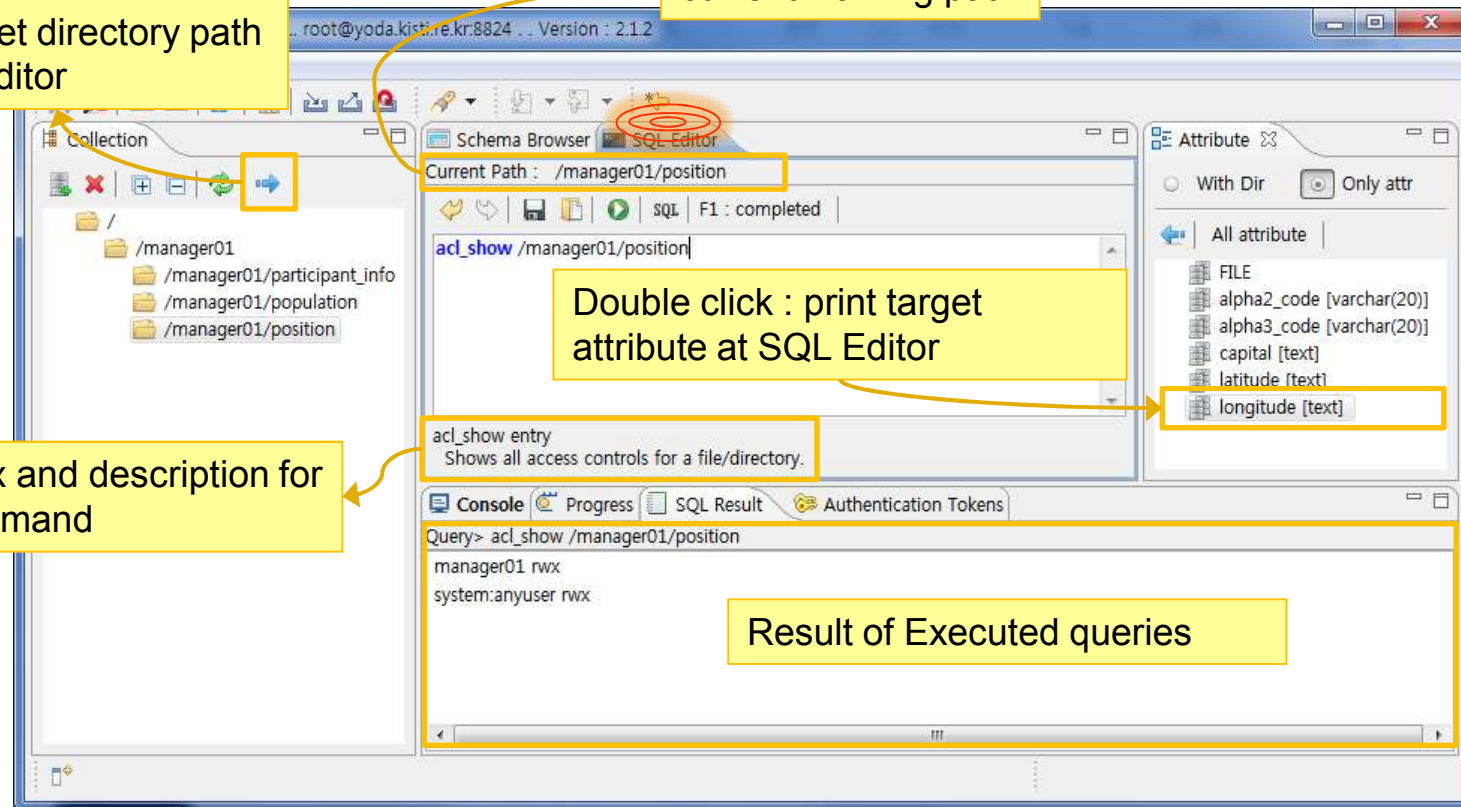 et directory path
ditor
.. root@yoda.kisti.re.kr:8824 . . Version : 2.1.2
Collection
/
/manager01
/manager01/participant_info
/manager01/population
/manager01/position
Schema Browser
SQL Editor
Current Path : /manager01/position
SQL
F1 : completed
acl_show /manager01/position
Double click : print target
attribute at SQL Editor
acl_show entry
Shows all access controls for a file/directory.
x and description for
mand
Attribute
With Dir
Only attr
All attribute
FILE
alpha2_code [varchar(20)]
alpha3_code [varchar(20)]
capital [text]
latitude [text]
longitude [text]
Console
Progress
SQL Result
Authentication Tokens
Query> acl_show /manager01/position
manager01 rwx
system:anyuser rwx
Result of Executed queries